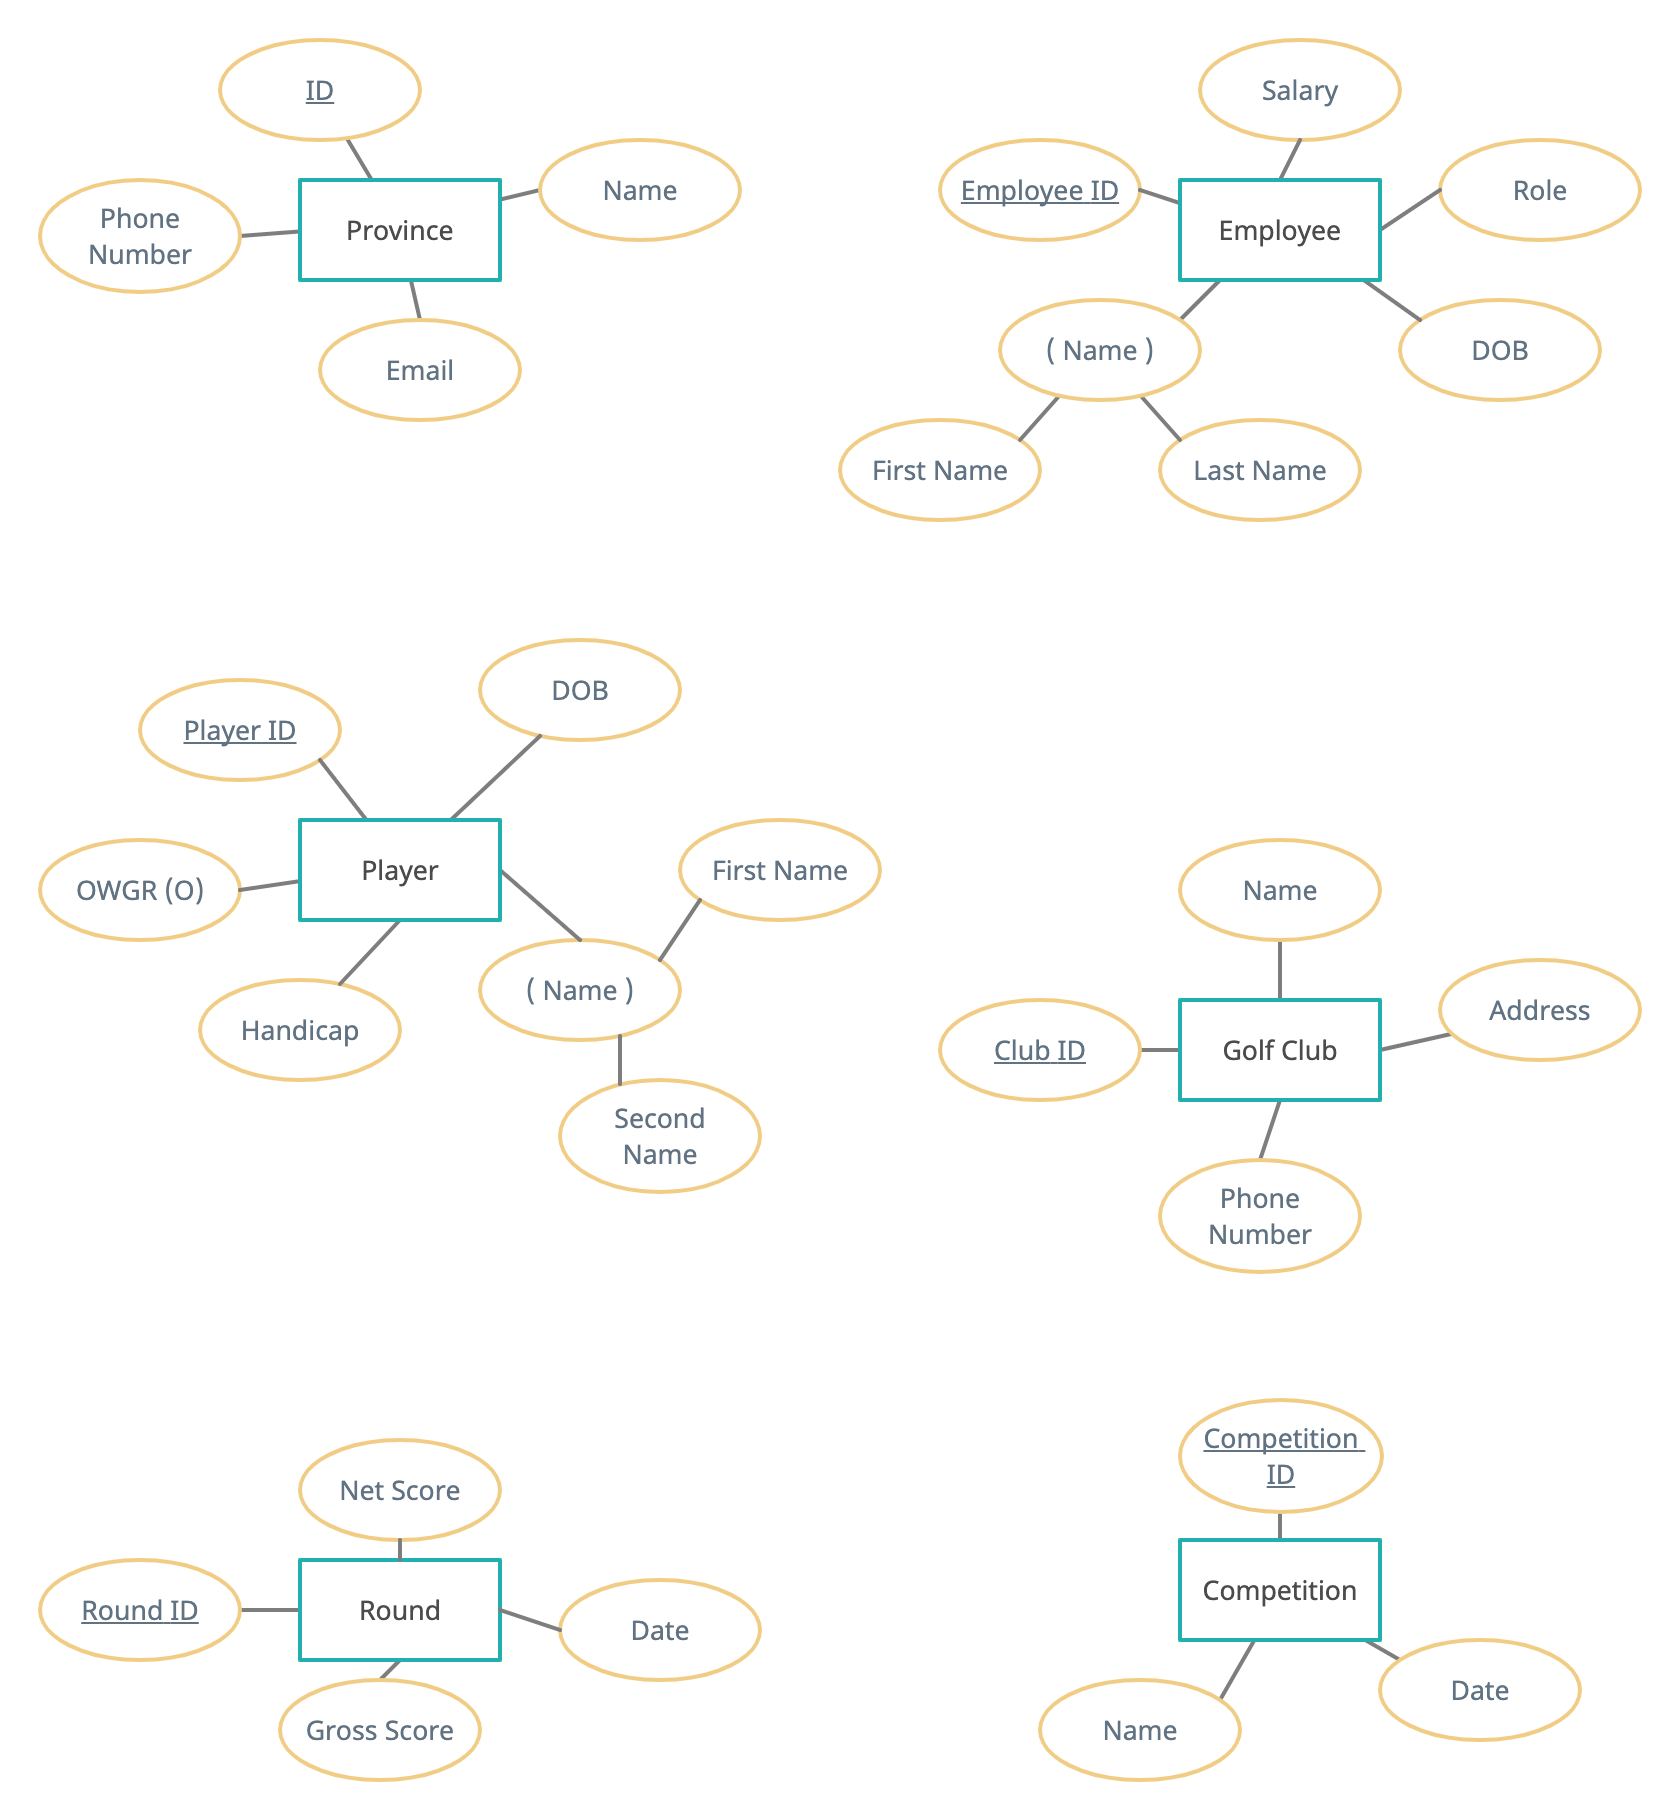 ID
Phone
Number
Province
Name
Email
Salary
Employee ID
Employee
Role
( Name )
DOB
First Name
Last Name
DOB
Player ID
OWGR (O)
Player
First Name
Handicap
( Name )
Second
Name
Name
Address
Club ID
Golf Club
Phone
Number
Net Score
Round ID
Round
Date
Gross Score
Competition
ID
Competition
Name
Date